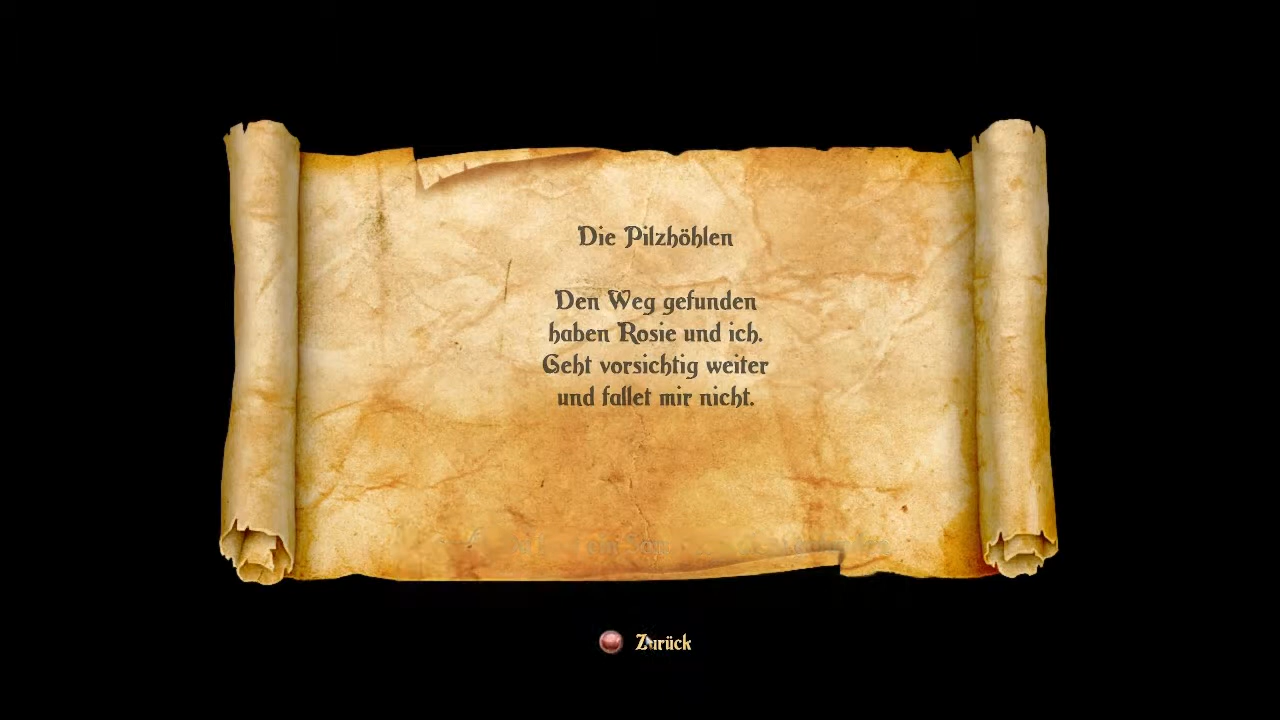 Die Pilzhöhlen
Den Weg gefunden
haben Rosie und ich.
Geht vorsichtig weiter
und fallet mir nicht.
Zurück